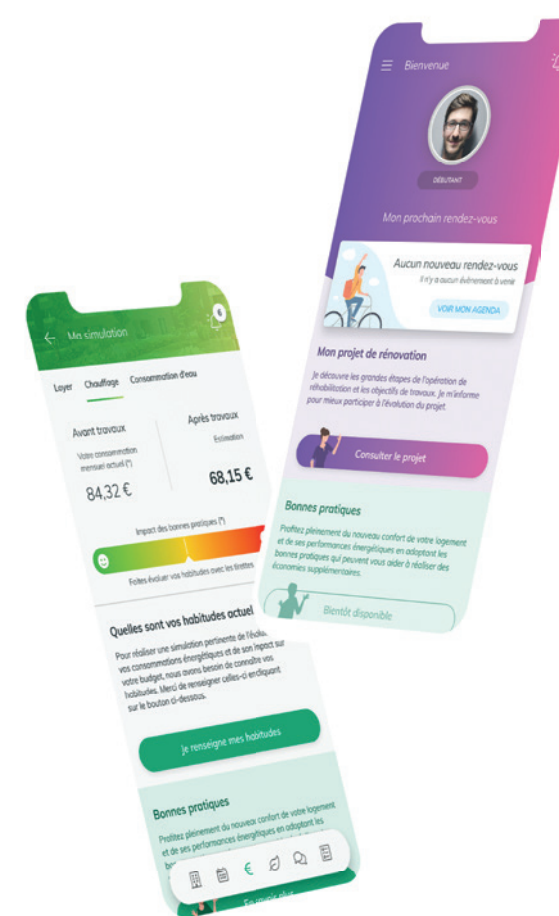 Bienvenue
DÉBUTANT
Mon prochain rendez-vous
Aucun nouveau rendez-vous
Il n'y a aucun évènement à venir
VOIR MON AGENDA
Mon projet de rénovation
Je découvre les grandes étapes de l'opération de
réhabilitation et les objectifs de travaux. Je m'informe
pour mieux participer à l'évolution du projet
Consulter le projet
Bonnes pratiques
Profitez pleinement du nouveau confort de votre logement
et de ses performances énergétiques en adoptant les
bonnes pratiques qui peuvent vous aider à réaliser des
économies supplémentaires.
Bientôt disponible
Ma simulation
6
Loyer Chauffage Consommation d'eau
Avant travaux
Votre consommation
mensuel actuel (*)
84,32 €
Après travaux
Estimation
68,15 €
Impact des bonnes pratiques (*)
Faites évoluer vos habitudes avec les tirettes
Quelles sont vos habitudes actuel
Pour réaliser une simulation pertinente de l'évolu
vos consommations énergétiques et de son impact sur
votre budget, nous avons besoin de connaître vos
habitudes. Merci de renseigner celles-ci en cliquant
sur le bouton ci-dessous.
Je renseigne mes habitudes
Bonnes pratiques
Profitez pleinement du nouveau confort de votre logement
et de ses performances énergétiques en adoptant les
€
En savoir plus